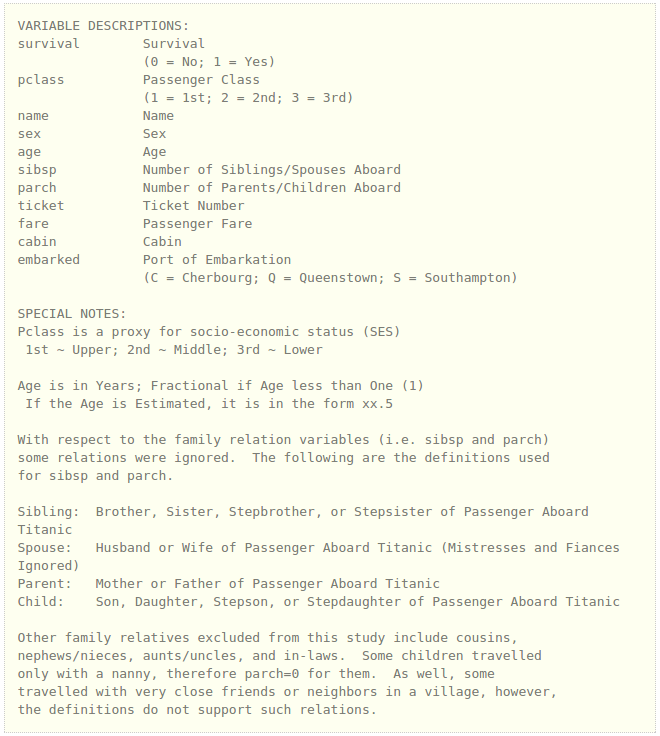 VARIABLE DESCRIPTIONS:
survival        Survival
                (0 = No; 1 = Yes)
pclass          Passenger Class
                (1 = 1st; 2 = 2nd; 3 = 3rd)
name            Name
sex             Sex
age             Age
sibsp           Number of Siblings/Spouses Aboard
parch           Number of Parents/Children Aboard
ticket          Ticket Number
fare            Passenger Fare
cabin           Cabin
embarked        Port of Embarkation
                (C = Cherbourg; Q = Queenstown; S = Southampton)

SPECIAL NOTES:
Pclass is a proxy for socio-economic status (SES)
 1st ~ Upper; 2nd ~ Middle; 3rd ~ Lower

Age is in Years; Fractional if Age less than One (1)
 If the Age is Estimated, it is in the form xx.5

With respect to the family relation variables (i.e. sibsp and parch)
some relations were ignored.  The following are the definitions used
for sibsp and parch.

Sibling:  Brother, Sister, Stepbrother, or Stepsister of Passenger Aboard
Titanic
Spouse:   Husband or Wife of Passenger Aboard Titanic (Mistresses and Fiances
Ignored)
Parent:   Mother or Father of Passenger Aboard Titanic
Child:    Son, Daughter, Stepson, or Stepdaughter of Passenger Aboard Titanic

Other family relatives excluded from this study include cousins,
nephews/nieces, aunts/uncles, and in-laws.  Some children travelled
only with a nanny, therefore parch=0 for them.  As well, some
travelled with very close friends or neighbors in a village, however,
the definitions do not support such relations.